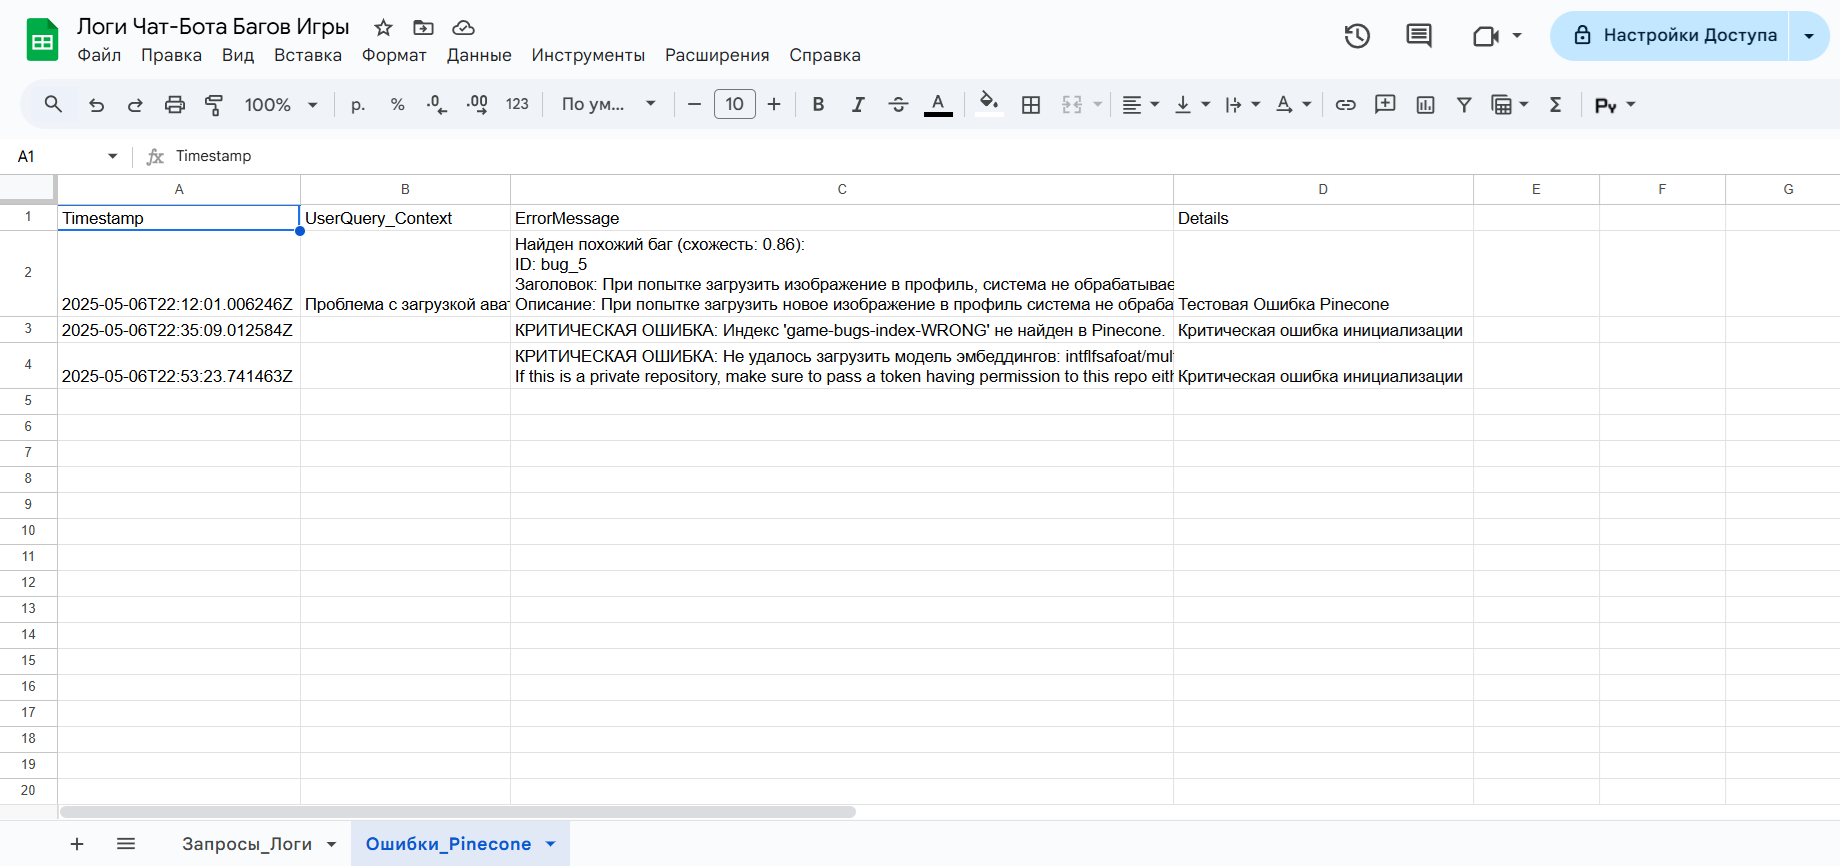 Логи Чат-Бота Багов Игры
Файл Правка Вид Вставка Формат Данные Инструменты Расширения Справка
Настройки Доступа
100% р. % .0 .00 123 По ум... 10 B I A Σ Py
A1 fx Timestamp
A B C D E F G
1 Timestamp UserQuery_Context ErrorMessage Details
Найден похожий баг (схожесть: 0.86):
ID: bug_5
Заголовок: При попытке загрузить изображение в профиль, система не обрабатывае
2 2025-05-06T22:12:01.006246Z Проблема с загрузкой ават Описание: При попытке загрузить новое изображение в профиль система не обраба Тестовая Ошибка Pinecone
3 2025-05-06T22:35:09.012584Z КРИТИЧЕСКАЯ ОШИБКА: Индекс 'game-bugs-index-WRONG' не найден в Pinecone. Критическая ошибка инициализации
КРИТИЧЕСКАЯ ОШИБКА: Не удалось загрузить модель эмбеддингов: intflfsafoat/mul
4 2025-05-06T22:53:23.741463Z If this is a private repository, make sure to pass a token having permission to this repo eith Критическая ошибка инициализации
5
6
7
8
9
10
11
12
13
14
15
16
17
18
19
20
+ Запросы_Логи Ошибки_Pinecone